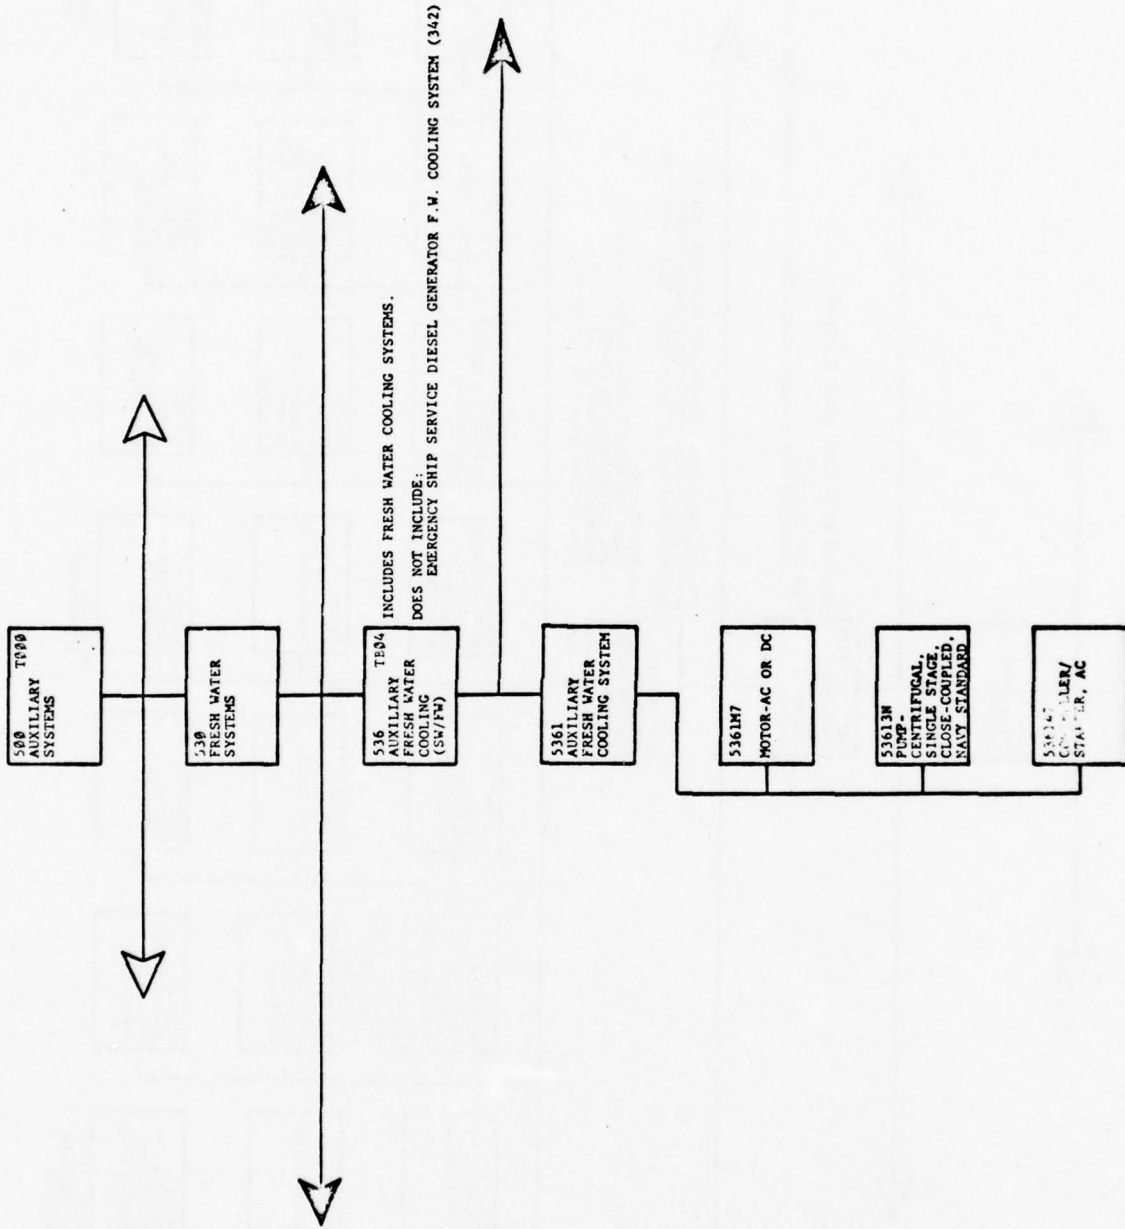 500 T000
AUXILIARY
SYSTEMS
530
FRESH WATER
SYSTEMS
536 TB04
AUXILIARY
FRESH WATER
COOLING
(SW/FW)
INCLUDES FRESH WATER COOLING SYSTEMS.
DOES NOT INCLUDE:
EMERGENCY SHIP SERVICE DIESEL GENERATOR F.W. COOLING SYSTEM (342)
5361
AUXILIARY
FRESH WATER
COOLING SYSTEM
5361M7
MOTOR-AC OR DC
53613N
PUMP-
CENTRIFUGAL,
SINGLE STAGE,
CLOSE-COUPLED,
NAVY STANDARD
AC